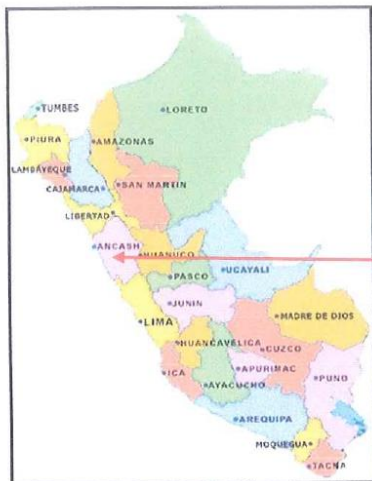 TUMBES
LORETO
PIURA
AMAZONAS
LAMBAYEQUE
SAN MARTIN
CAJAMARCA
LIBERTAD
ANCASH
HUANUCO
PASCO
UCAYALI
JUNIN
LIMA
MADRE DE DIOS
HUANCAVELICA
CUZCO
APURIMAC
PUNO
ICA
AYACUCHO
AREQUIPA
MOQUEGUA
TACNA